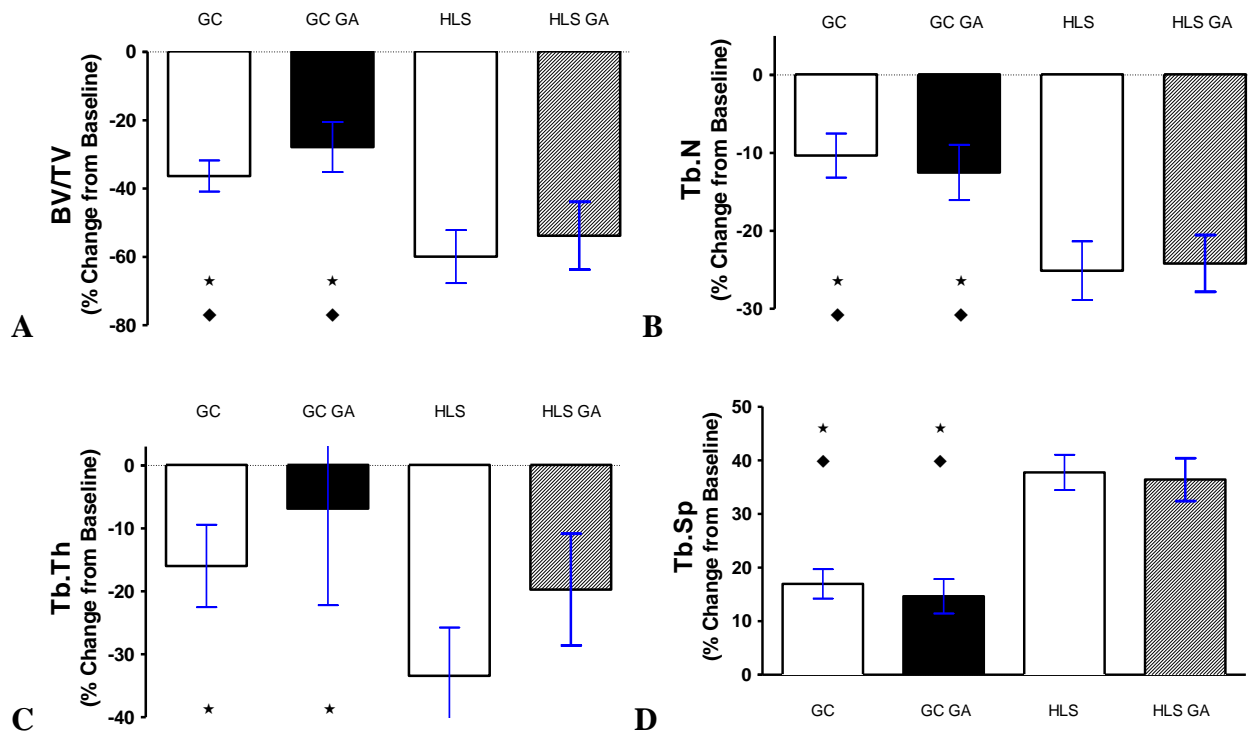 GC GC GA HLS HLS GA
0
-20
-40
-60
-80
BV/TV
(% Change from Baseline)
★ ★
◆ ◆
A
GC GC GA HLS HLS GA
0
-10
-20
-30
Tb.N
(% Change from Baseline)
★ ★
◆ ◆
B
GC GC GA HLS HLS GA
0
-10
-20
-30
-40
Tb.Th
(% Change from Baseline)
★ ★
C
50
40
30
20
10
0
Tb.Sp
(% Change from Baseline)
★ ★
◆ ◆
GC GC GA HLS HLS GA
D